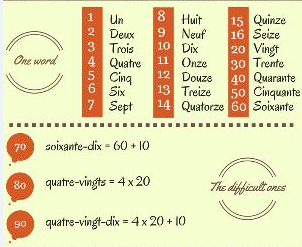 One word
1 Un
2 Deux
3 Trois
4 Quatre
5 Cinq
6 Six
7 Sept
8 Huit
9 Neuf
10 Dix
11 Onze
12 Douze
13 Treize
14 Quatorze
15 Quinze
16 Seize
20 Vingt
30 Trente
40 Quarante
50 Cinquante
60 Soixante
70 soixante-dix = 60 + 10
80 quatre-vingts = 4 x 20
90 quatre-vingt-dix = 4 x 20 + 10
The difficult ones